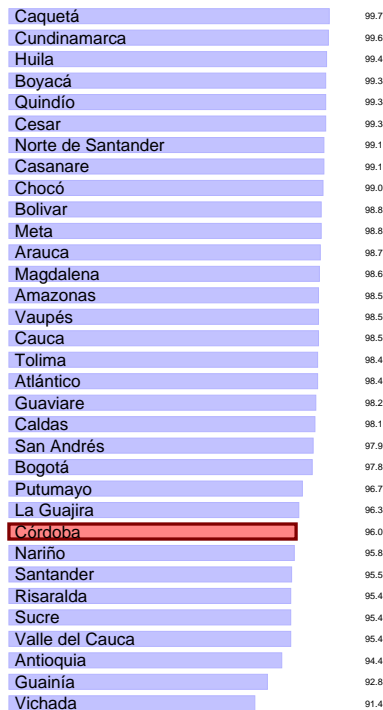 Caquetá 99.7
Cundinamarca 99.6
Huila 99.4
Boyacá 99.3
Quindío 99.3
Cesar 99.3
Norte de Santander 99.1
Casanare 99.1
Chocó 99.0
Bolivar 98.8
Meta 98.8
Arauca 98.7
Magdalena 98.6
Amazonas 98.5
Vaupés 98.5
Cauca 98.5
Tolima 98.4
Atlántico 98.4
Guaviare 98.2
Caldas 98.1
San Andrés 97.9
Bogotá 97.8
Putumayo 96.7
La Guajira 96.3
Córdoba 96.0
Nariño 95.8
Santander 95.5
Risaralda 95.4
Sucre 95.4
Valle del Cauca 95.4
Antioquia 94.4
Guainía 92.8
Vichada 91.4